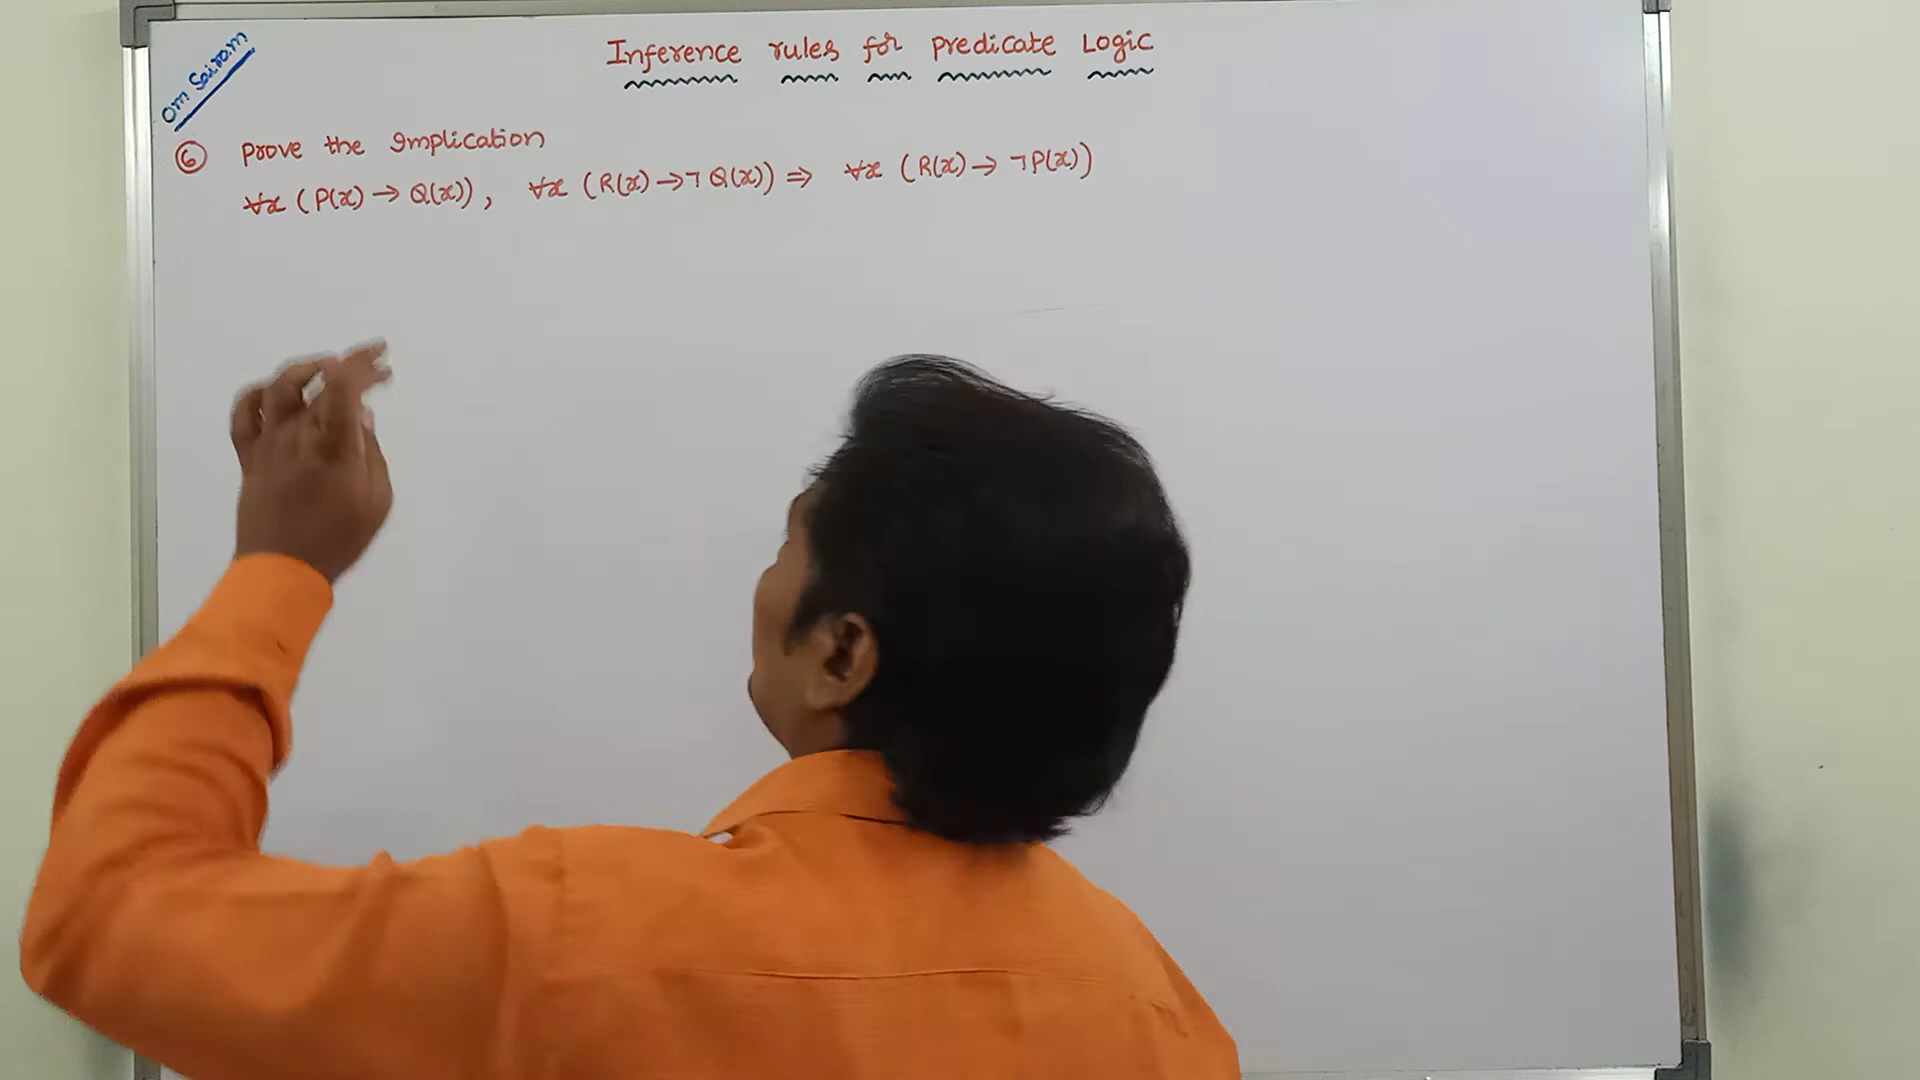 Om Sairam
Inference rules for predicate Logic
⑥ Prove the Implication
∀x (P(x) → Q(x)), ∀x (R(x) → ¬Q(x)) ⇒ ∀x (R(x) → ¬P(x))